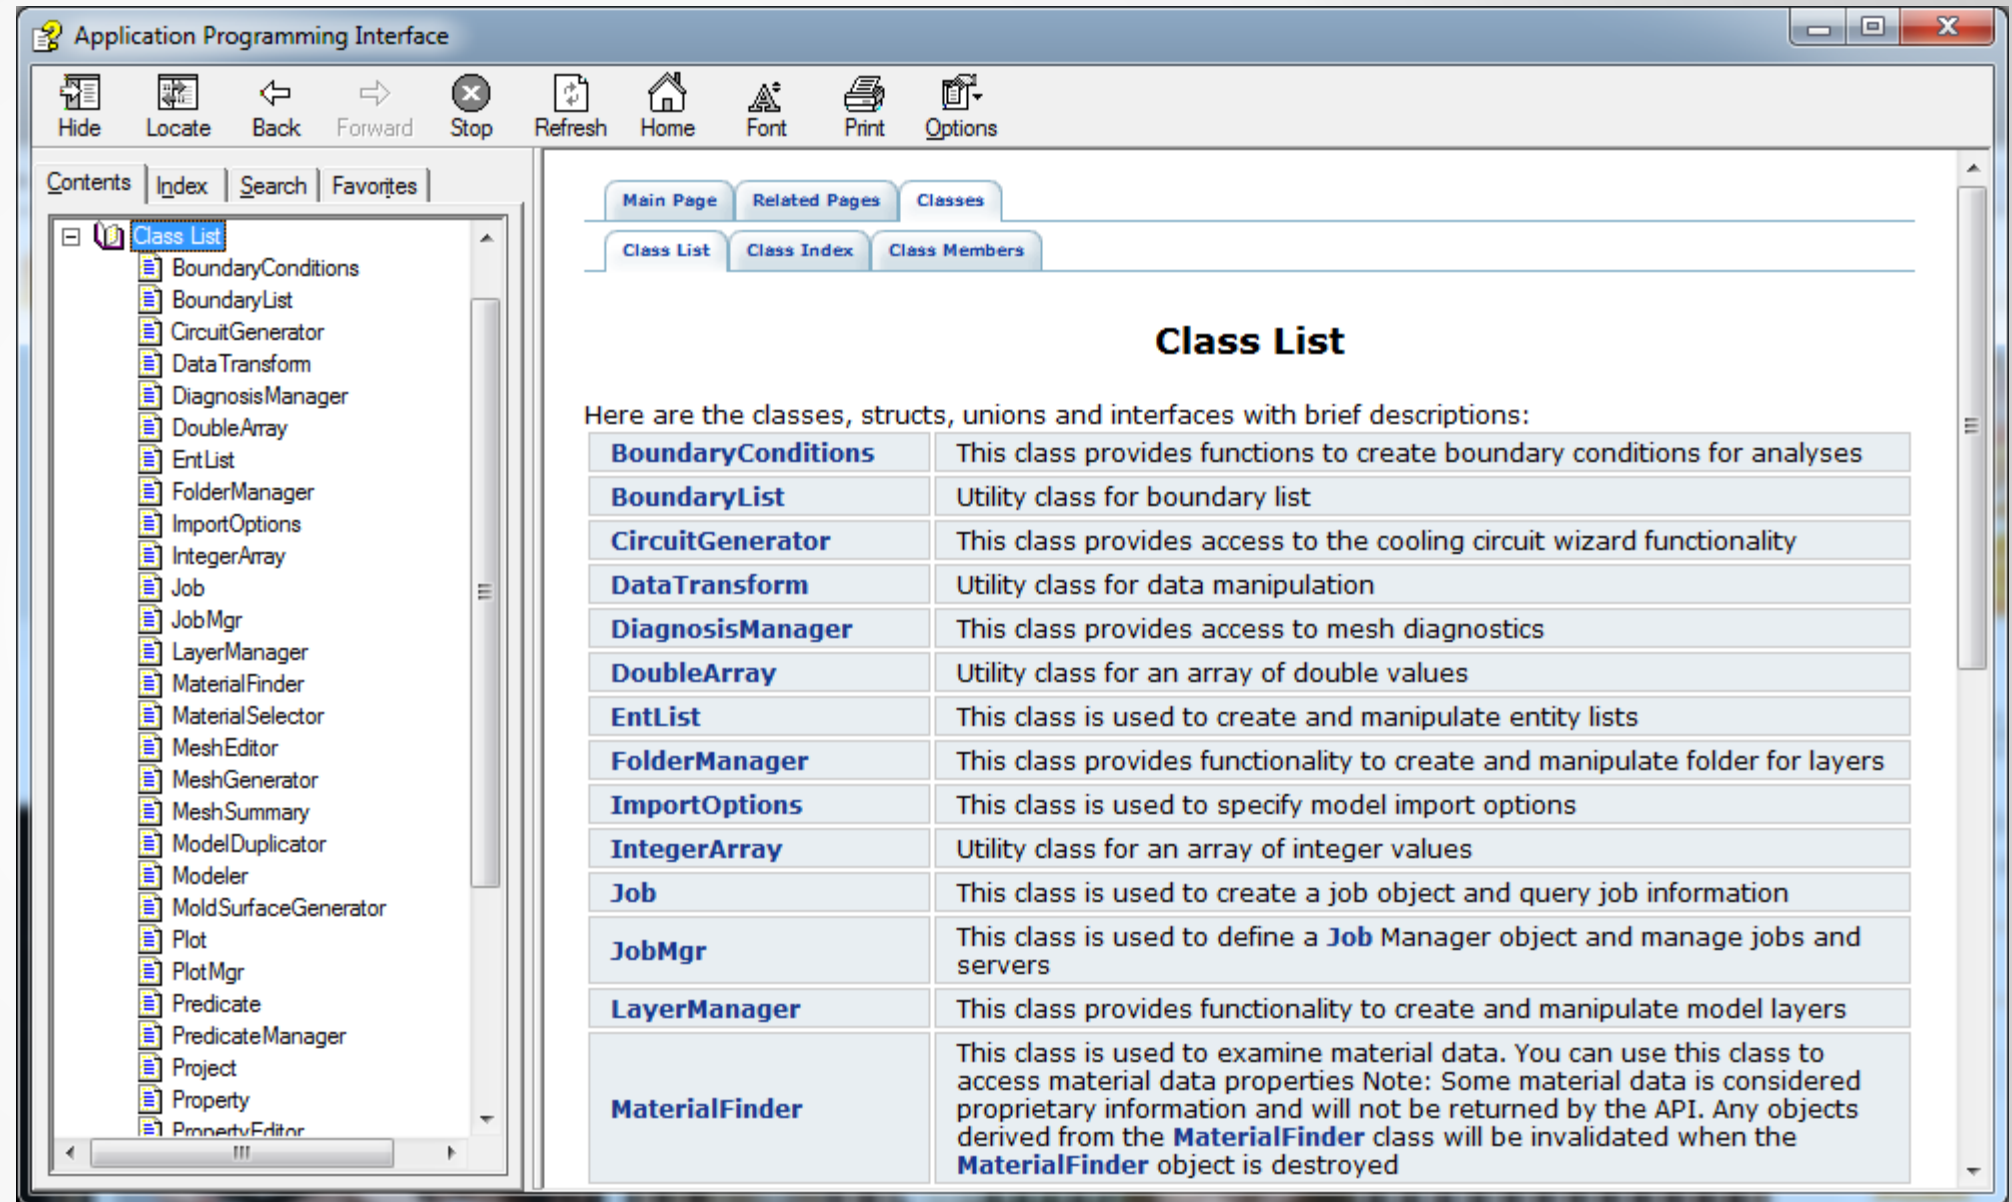 Application Programming Interface
Hide Locate Back Forward Stop Refresh Home Font Print Options
Contents Index Search Favorites
Class List
BoundaryConditions
BoundaryList
CircuitGenerator
DataTransform
DiagnosisManager
DoubleArray
EntList
FolderManager
ImportOptions
IntegerArray
Job
JobMgr
LayerManager
MaterialFinder
MaterialSelector
MeshEditor
MeshGenerator
MeshSummary
ModelDuplicator
Modeler
MoldSurfaceGenerator
Plot
PlotMgr
Predicate
PredicateManager
Project
Property
PropertyEditor
Main Page Related Pages Classes
Class List Class Index Class Members
Class List
Here are the classes, structs, unions and interfaces with brief descriptions:
BoundaryConditions This class provides functions to create boundary conditions for analyses
BoundaryList Utility class for boundary list
CircuitGenerator This class provides access to the cooling circuit wizard functionality
DataTransform Utility class for data manipulation
DiagnosisManager This class provides access to mesh diagnostics
DoubleArray Utility class for an array of double values
EntList This class is used to create and manipulate entity lists
FolderManager This class provides functionality to create and manipulate folder for layers
ImportOptions This class is used to specify model import options
IntegerArray Utility class for an array of integer values
Job This class is used to create a job object and query job information
JobMgr This class is used to define a Job Manager object and manage jobs and
servers
LayerManager This class provides functionality to create and manipulate model layers
MaterialFinder This class is used to examine material data. You can use this class to
access material data properties Note: Some material data is considered
proprietary information and will not be returned by the API. Any objects
derived from the MaterialFinder class will be invalidated when the
MaterialFinder object is destroyed